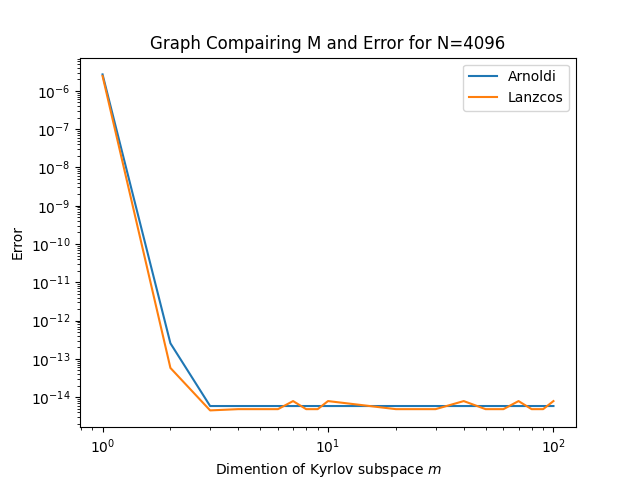 Graph Compairing M and Error for N=4096
Arnoldi
Lanzcos
10⁻⁶
10⁻⁷
10⁻⁸
10⁻⁹
10⁻¹⁰
10⁻¹¹
10⁻¹²
10⁻¹³
10⁻¹⁴
Error
10⁰ 10¹ 10²
Dimention of Kyrlov subspace m